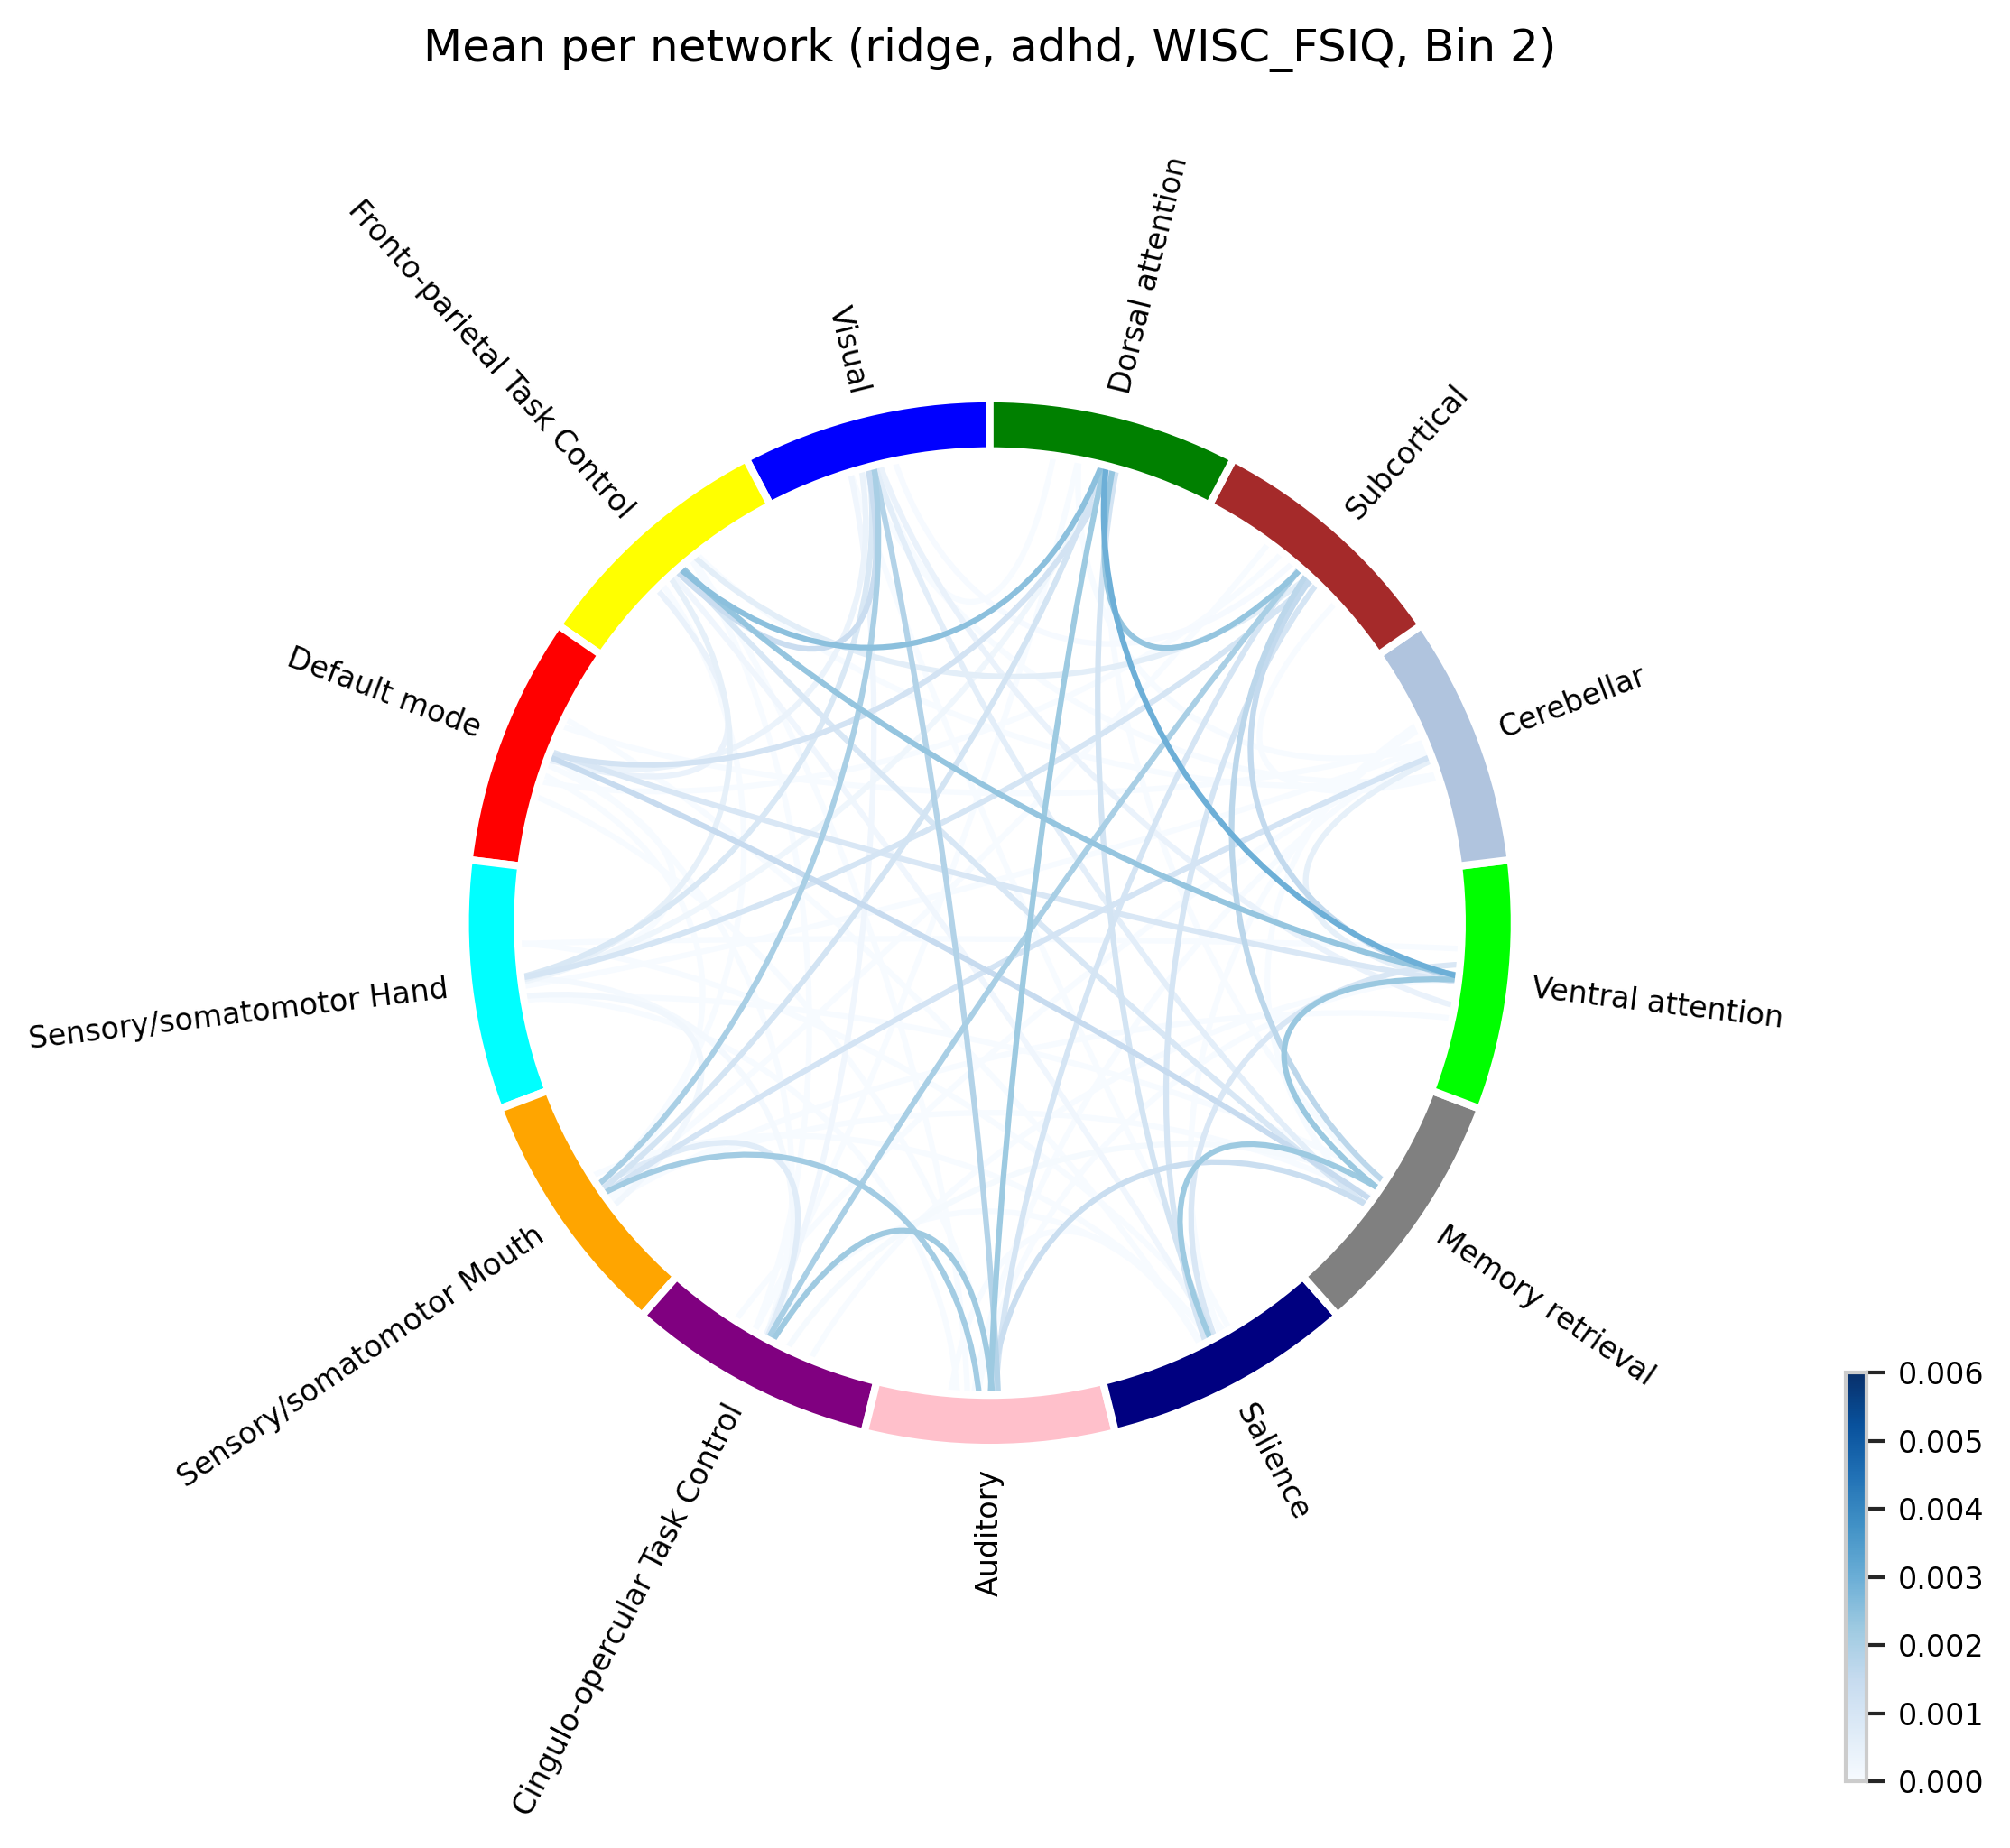 Mean per network (ridge, adhd, WISC_FSIQ, Bin 2)
Dorsal attention
Subcortical
Cerebellar
Ventral attention
Memory retrieval
Salience
Auditory
Cingulo-opercular Task Control
Sensory/somatomotor Mouth
Sensory/somatomotor Hand
Default mode
Fronto-parietal Task Control
Visual
0.006
0.005
0.004
0.003
0.002
0.001
0.000